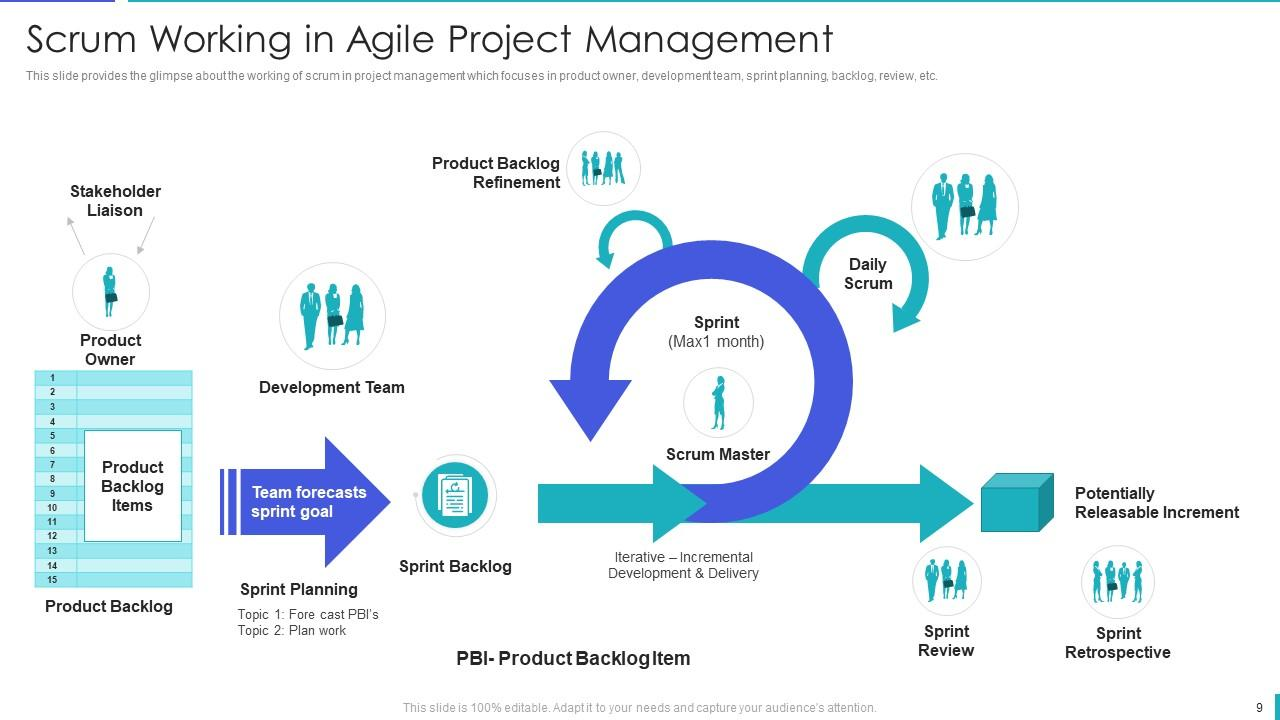 Scrum Working in Agile Project Management
This slide provides the glimpse about the working of scrum in project management which focuses in product owner, development team, sprint planning, backlog, review, etc.
Product Backlog
Refinement
Stakeholder
Liaison
Daily
Scrum
Product
Owner
Sprint
(Max1 month)
Development Team
Scrum Master
1
2
3
4
5
6
7
8
9
10
11
12
13
14
15
Product
Backlog
Items
Product Backlog
Team forecasts
sprint goal
Sprint Planning
Topic 1: Fore cast PBI's
Topic 2: Plan work
Sprint Backlog
Iterative – Incremental
Development & Delivery
Potentially
Releasable Increment
Sprint
Review
Sprint
Retrospective
PBI- Product Backlog Item
This slide is 100% editable. Adapt it to your needs and capture your audience's attention.
9